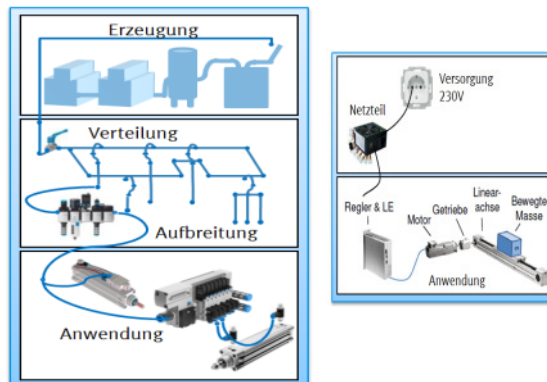 Erzeugung
Verteilung
Aufbreitung
Anwendung
Versorgung
230V
Netzteil
Regler & LE
Motor
Getriebe
Linear-
achse
Bewegte
Masse
Anwendung